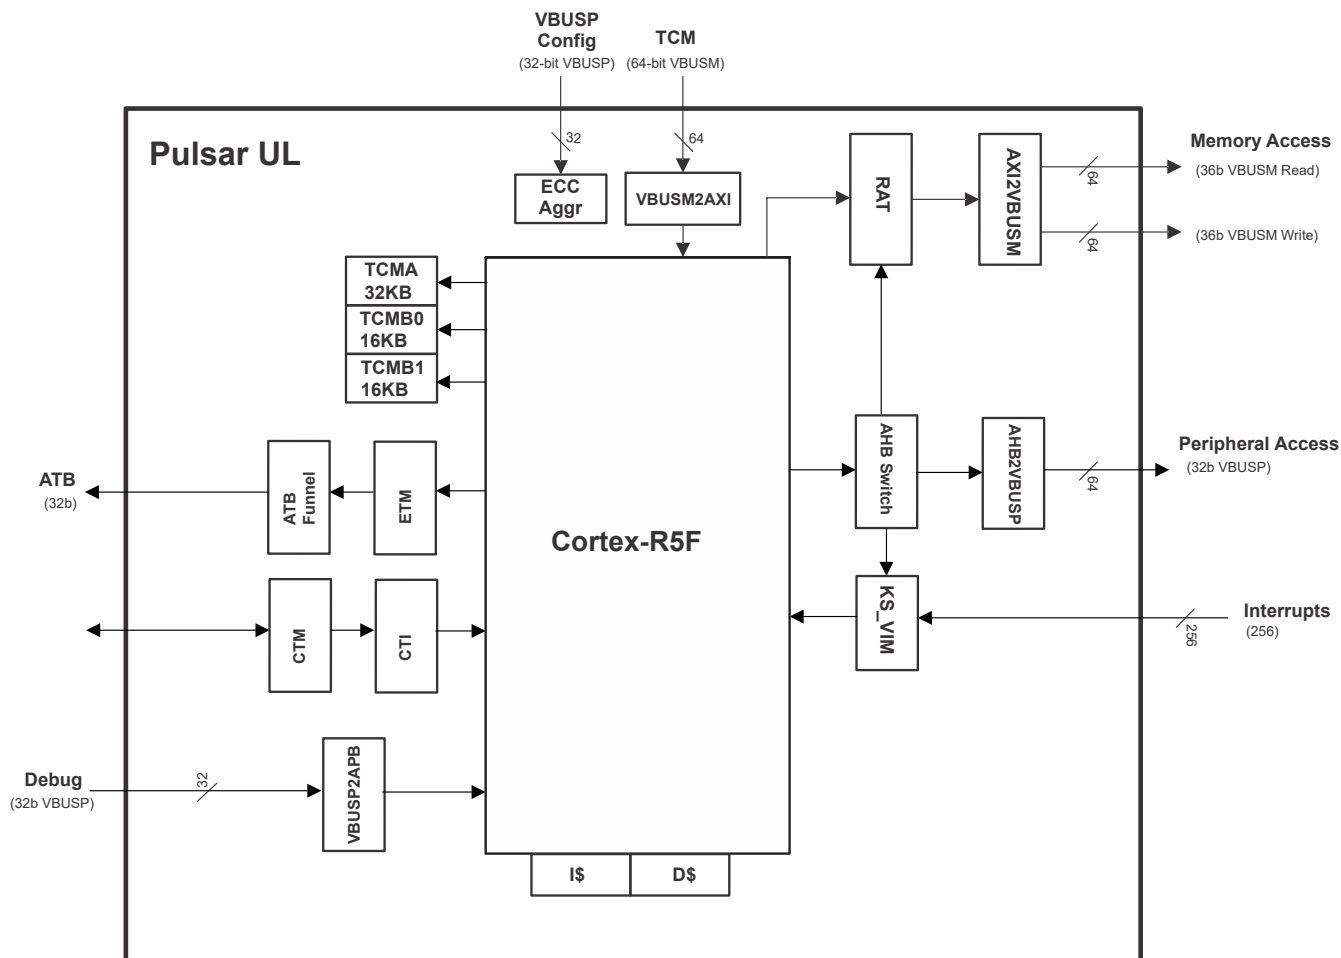 VBUSP
Config
(32-bit VBUSP)
TCM
(64-bit VBUSM)
32
64
Pulsar UL
ECC
Aggr
VBUSM2AXI
RAT
AXI2VBUSM
64
Memory Access
(36b VBUSM Read)
64
(36b VBUSM Write)
TCMA
32KB
TCMB0
16KB
TCMB1
16KB
ATB
(32b)
ATB
Funnel
ETM
Cortex-R5F
AHB Switch
AHB2VBUSP
64
Peripheral Access
(32b VBUSP)
CTM
CTI
KS_VIM
256
Interrupts
(256)
Debug
(32b VBUSP)
32
VBUSP2APB
I$
D$